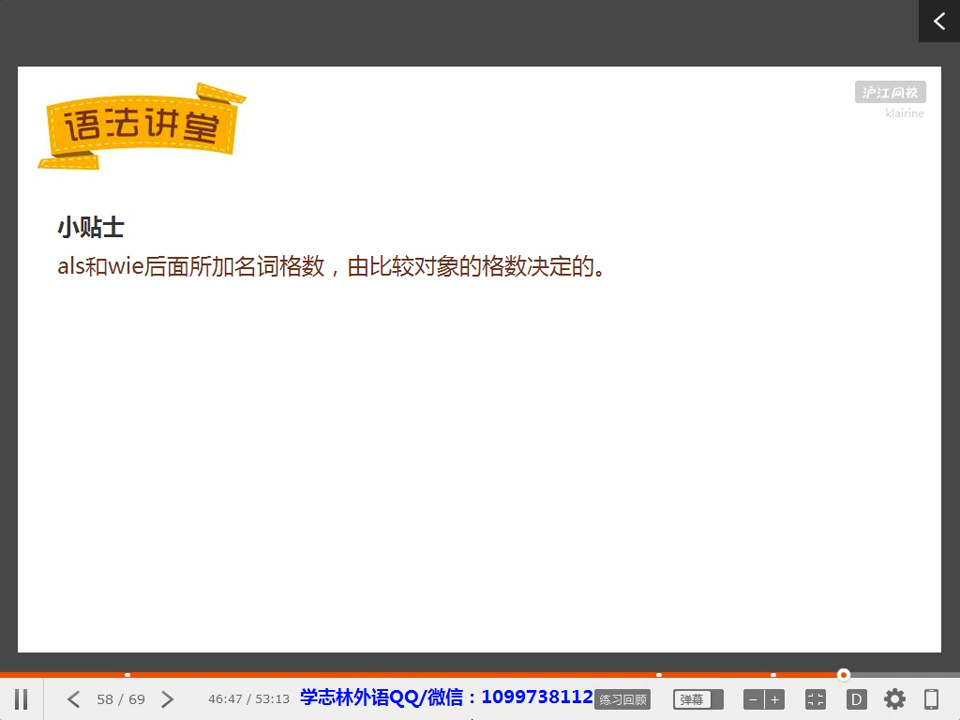 语法讲堂
沪江网校
klairine
小贴士
als和wie后面所加名词格数，由比较对象的格数决定的。
58 / 69
46:47 / 53:13
学志林外语QQ/微信：1099738112
练习回顾
弹幕
D